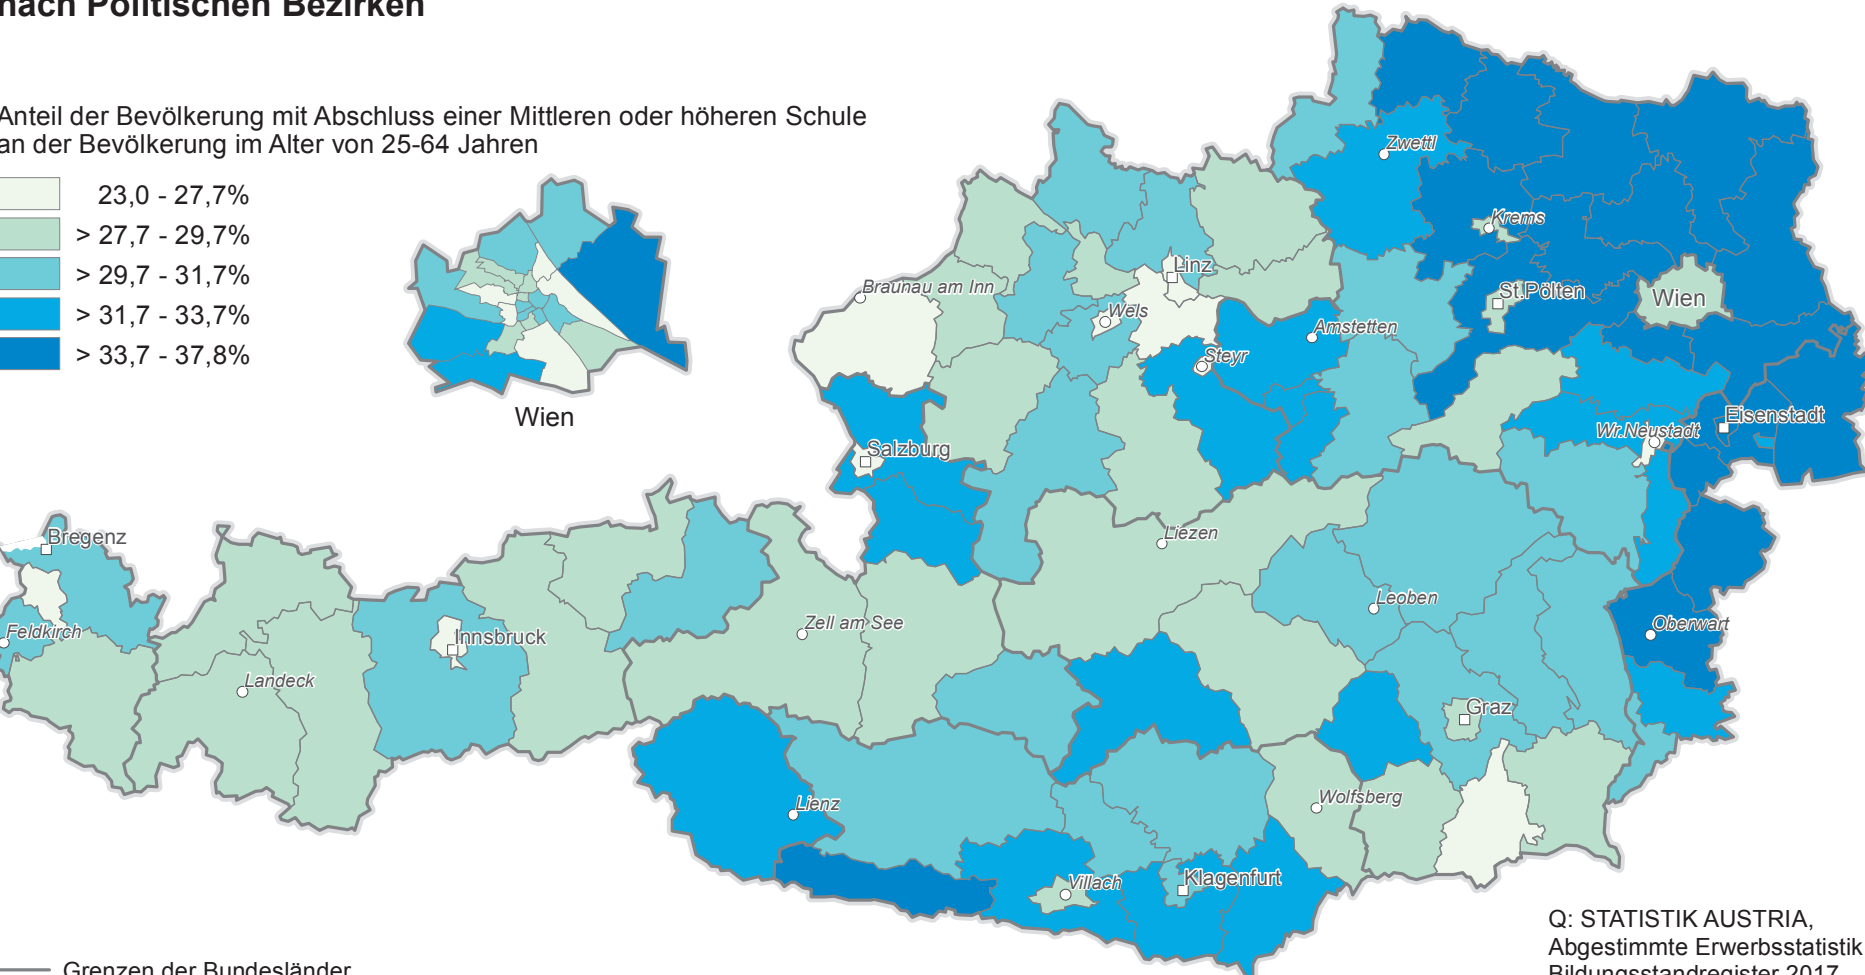 nach Politischen Bezirken
Anteil der Bevölkerung mit Abschluss einer Mittleren oder höheren Schule
an der Bevölkerung im Alter von 25-64 Jahren
23,0 - 27,7%
> 27,7 - 29,7%
> 29,7 - 31,7%
> 31,7 - 33,7%
> 33,7 - 37,8%
Wien
Zwettl
Krems
Linz
Braunau am Inn
St.Pölten
Wien
Wels
Amstetten
Steyr
Eisenstadt
Wr.Neustadt
Salzburg
Liezen
Bregenz
Leoben
Zell am See
Oberwart
Feldkirch
Innsbruck
Landeck
Graz
Lienz
Wolfsberg
Villach
Klagenfurt
Q: STATISTIK AUSTRIA,
Abgestimmte Erwerbsstatistik
Bildungsstandregister 2017
Grenzen der Bundesländer